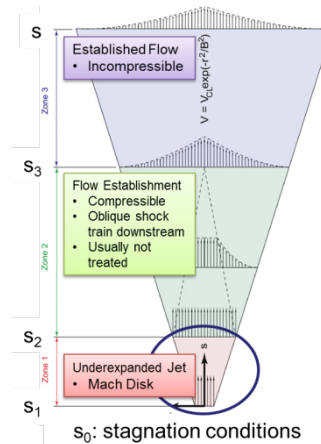 S
Established Flow
• Incompressible
Zone 3
V = V_CL exp(-r²/B²)
S₃
Flow Establishment
• Compressible
• Oblique shock
train downstream
• Usually not
treated
Zone 2
S₂
Underexpanded Jet
• Mach Disk
Zone 1
s
S₁
s₀: stagnation conditions